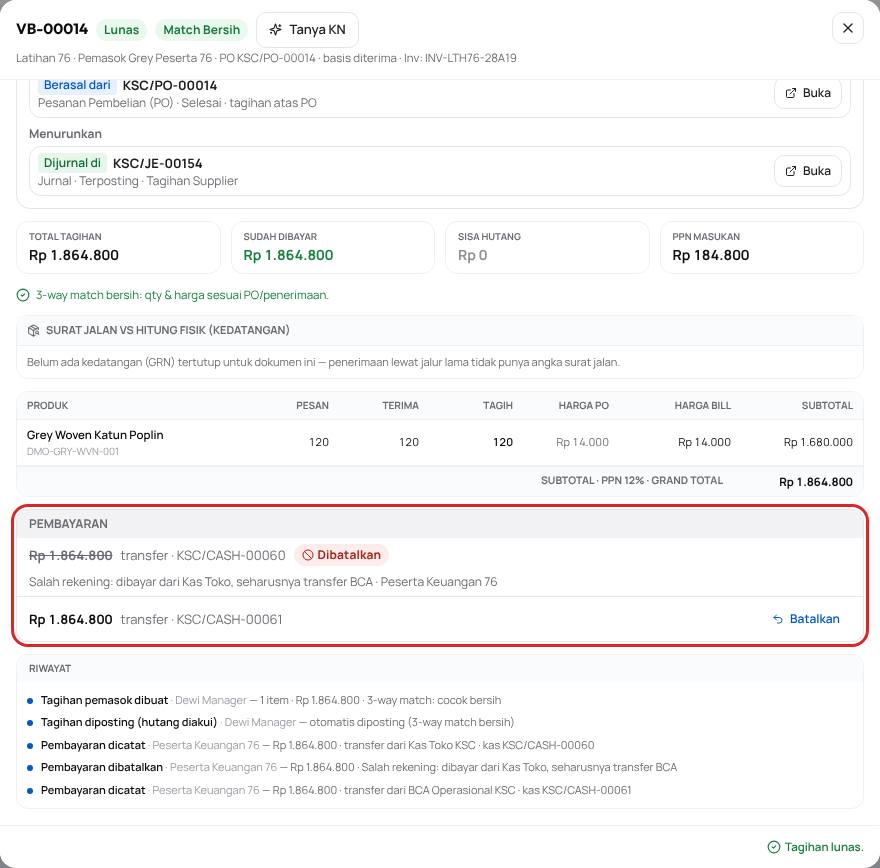 VB-00014 Lunas Match Bersih Tanya KN
Latihan 76 · Pemasok Grey Peserta 76 · PO KSC/PO-00014 · basis diterima · Inv: INV-LTH76-28A19
Berasal dari KSC/PO-00014
Pesanan Pembelian (PO) · Selesai · tagihan atas PO
Buka
Menurunkan
Dijurnal di KSC/JE-00154
Jurnal · Terposting · Tagihan Supplier
Buka
TOTAL TAGIHAN
Rp 1.864.800
SUDAH DIBAYAR
Rp 1.864.800
SISA HUTANG
Rp 0
PPN MASUKAN
Rp 184.800
3-way match bersih: qty & harga sesuai PO/penerimaan.
SURAT JALAN VS HITUNG FISIK (KEDATANGAN)
Belum ada kedatangan (GRN) tertutup untuk dokumen ini — penerimaan lewat jalur lama tidak punya angka surat jalan.
PRODUK PESAN TERIMA TAGIH HARGA PO HARGA BILL SUBTOTAL
Grey Woven Katun Poplin 120 120 120 Rp 14.000 Rp 14.000 Rp 1.680.000
DMO-GRY-WVN-001
SUBTOTAL · PPN 12% · GRAND TOTAL Rp 1.864.800
PEMBAYARAN
Rp 1.864.800 transfer · KSC/CASH-00060 Dibatalkan
Salah rekening: dibayar dari Kas Toko, seharusnya transfer BCA · Peserta Keuangan 76
Rp 1.864.800 transfer · KSC/CASH-00061 Batalkan
RIWAYAT
Tagihan pemasok dibuat · Dewi Manager — 1 item · Rp 1.864.800 · 3-way match: cocok bersih
Tagihan diposting (hutang diakui) · Dewi Manager — otomatis diposting (3-way match bersih)
Pembayaran dicatat · Peserta Keuangan 76 — Rp 1.864.800 · transfer dari Kas Toko KSC · kas KSC/CASH-00060
Pembayaran dibatalkan · Peserta Keuangan 76 — Rp 1.864.800 · Salah rekening: dibayar dari Kas Toko, seharusnya transfer BCA
Pembayaran dicatat · Peserta Keuangan 76 — Rp 1.864.800 · transfer dari BCA Operasional KSC · kas KSC/CASH-00061
Tagihan lunas.